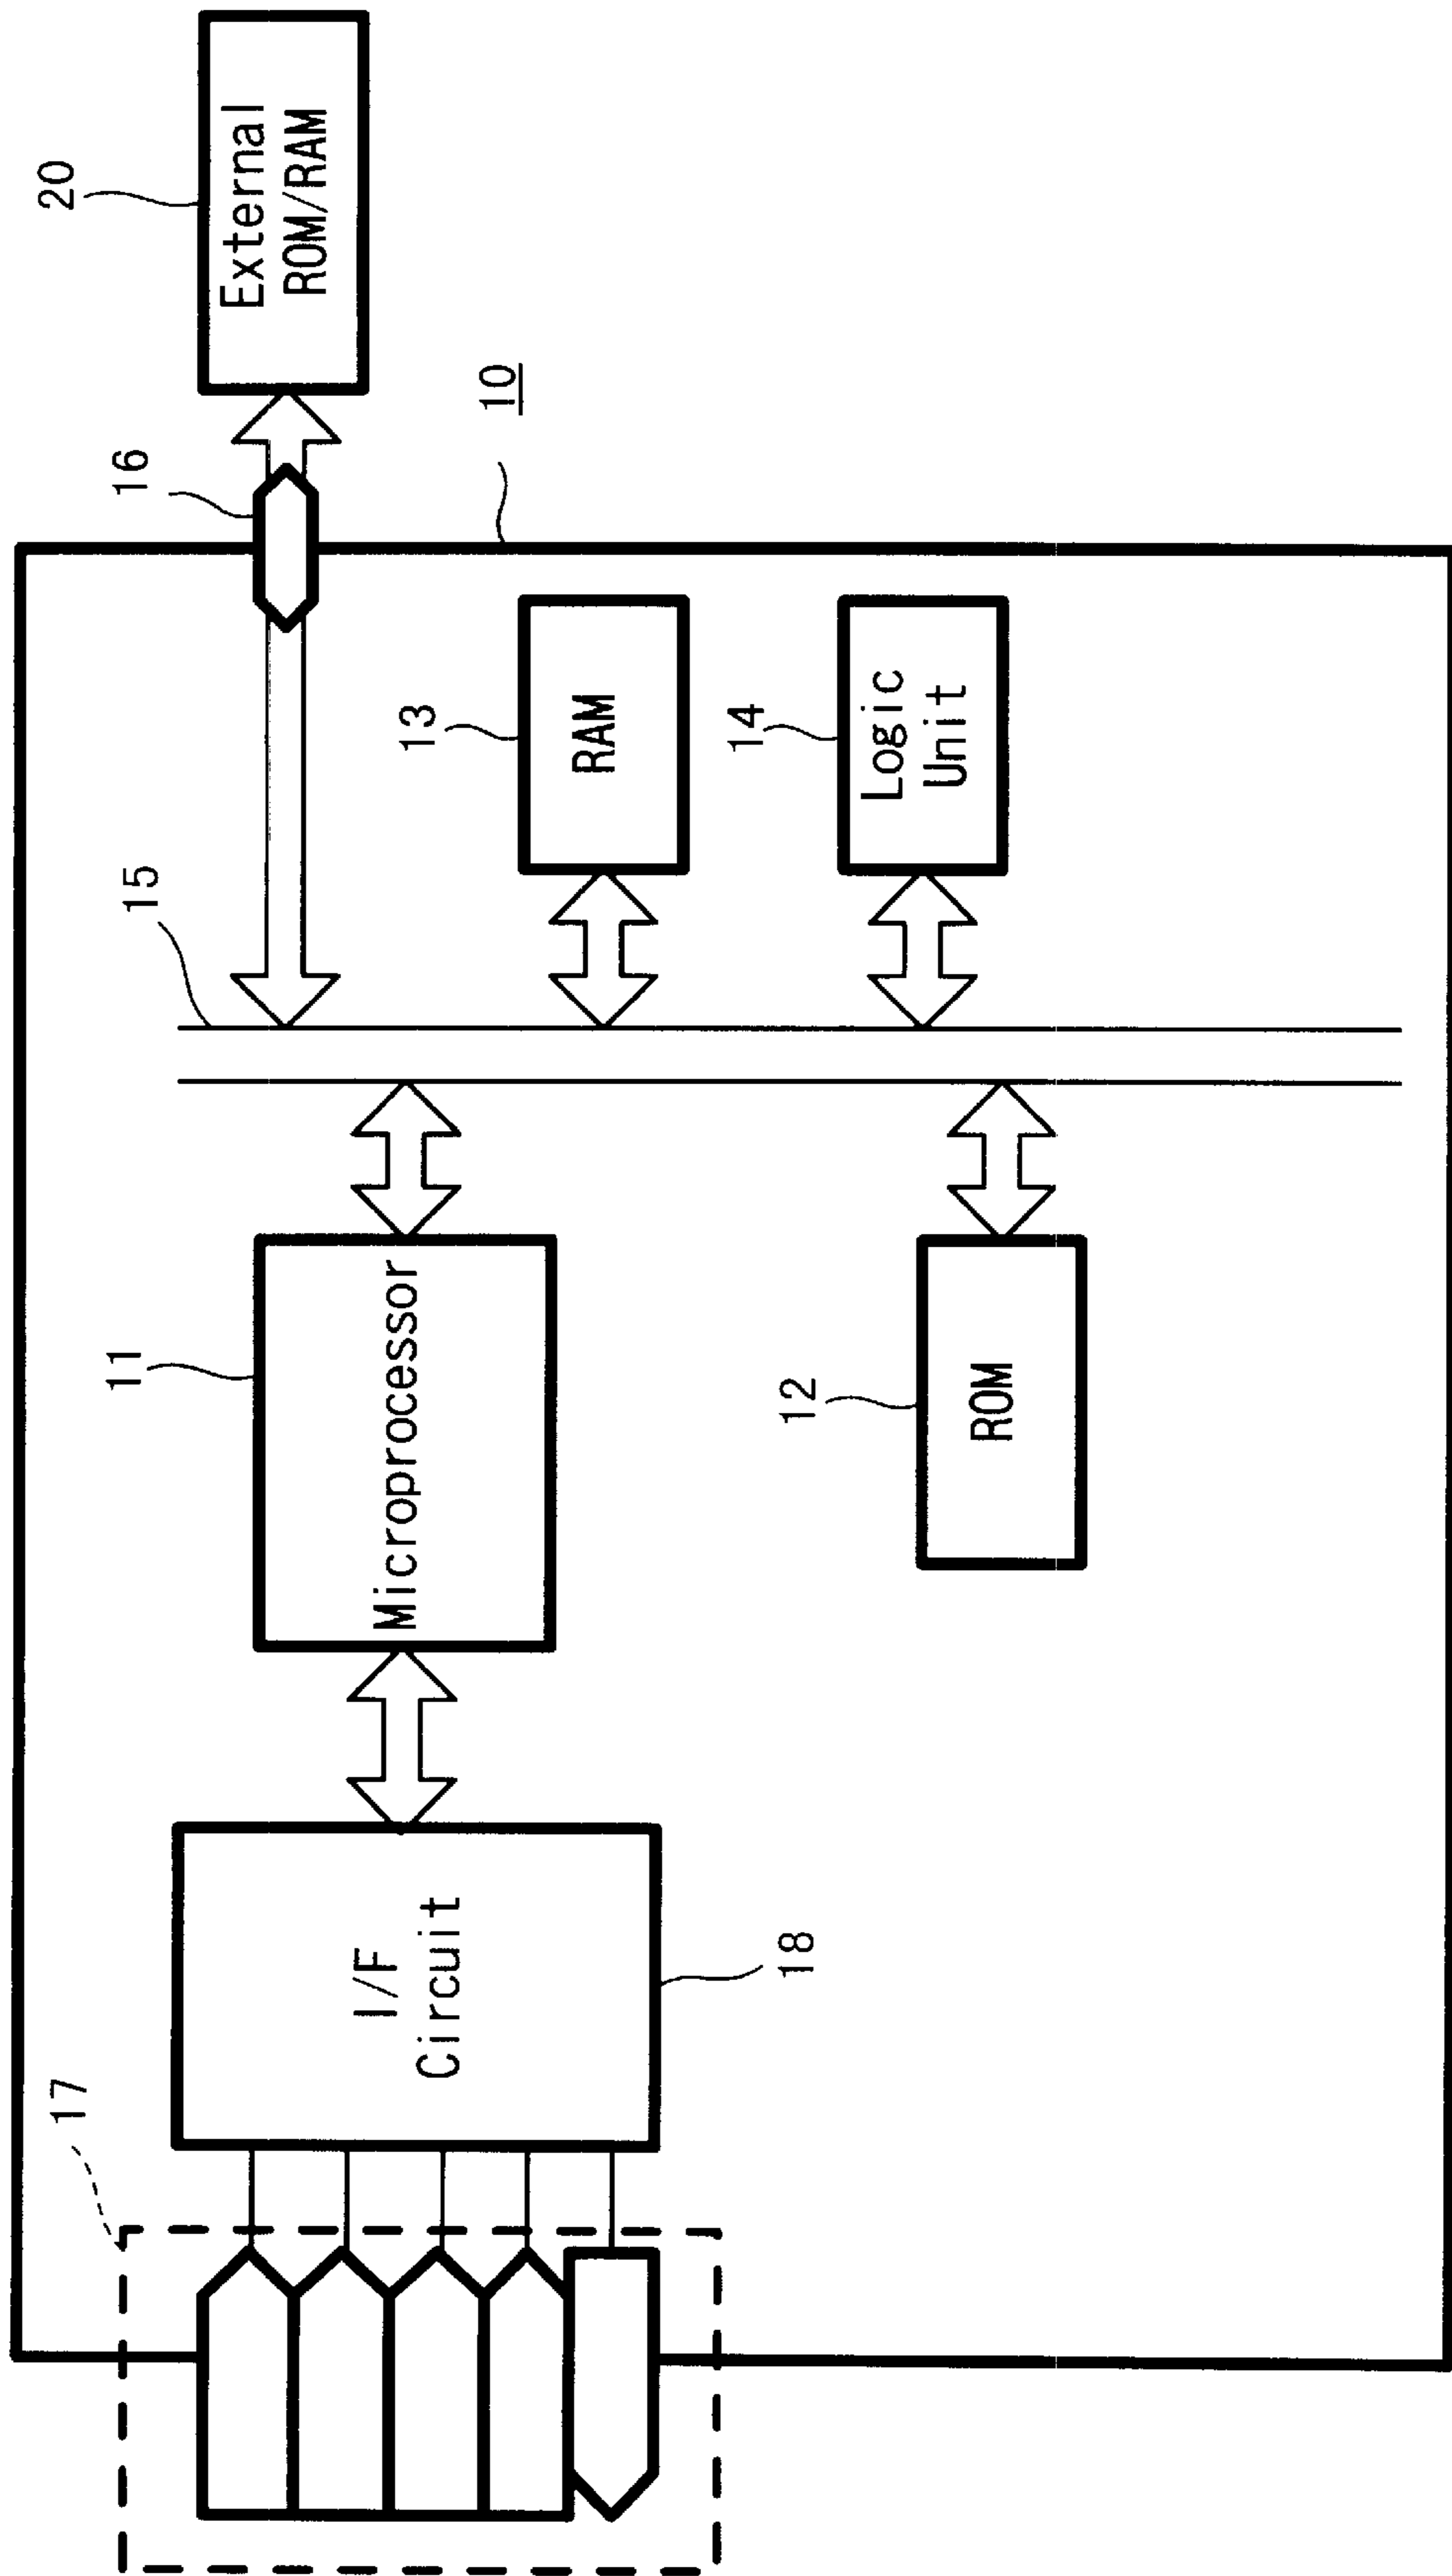 17
I/F
Circuit
18
11
Microprocessor
12
ROM
15
13
RAM
14
Logic
Unit
16
10
20
External
ROM/RAM